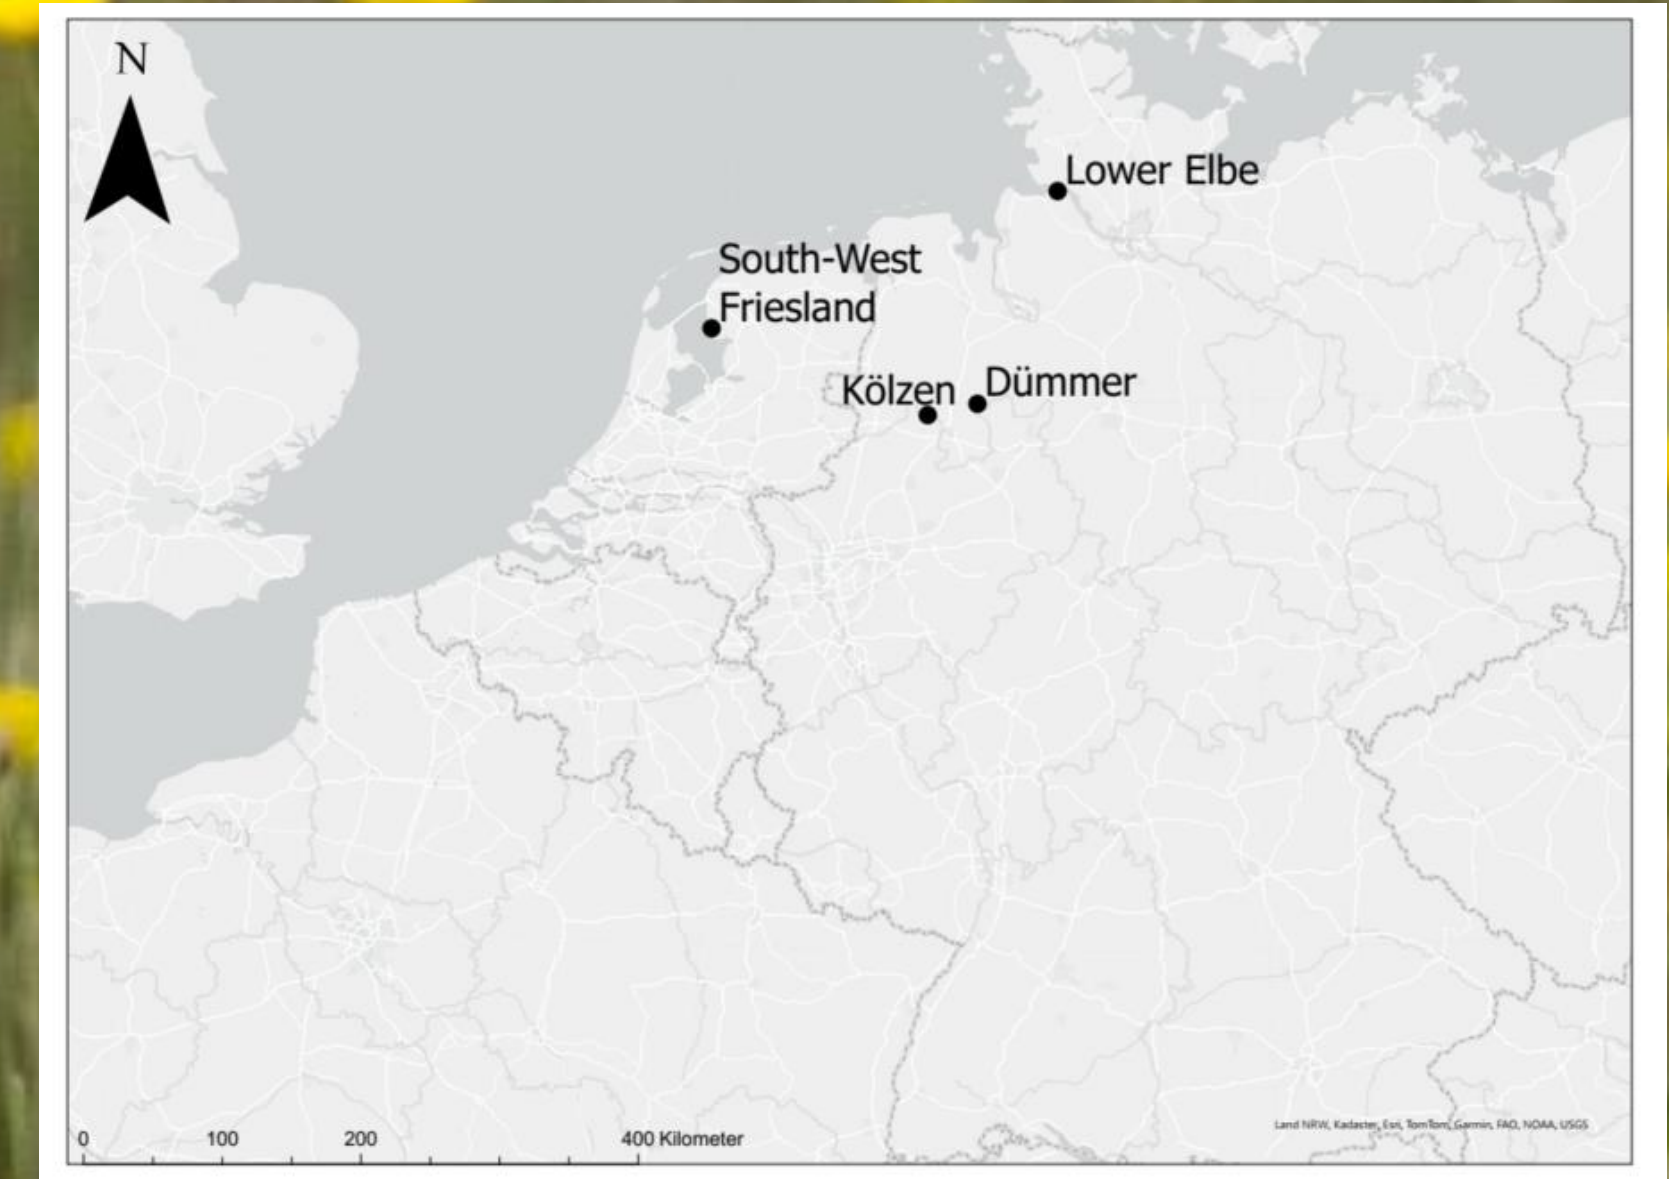 N
Lower Elbe
South-West
Friesland
Kölzen
Dümmer
0 100 200 400 Kilometer
Land NRW, Kadaster, Esri, TomTom, Garmin, FAO, NOAA, USGS